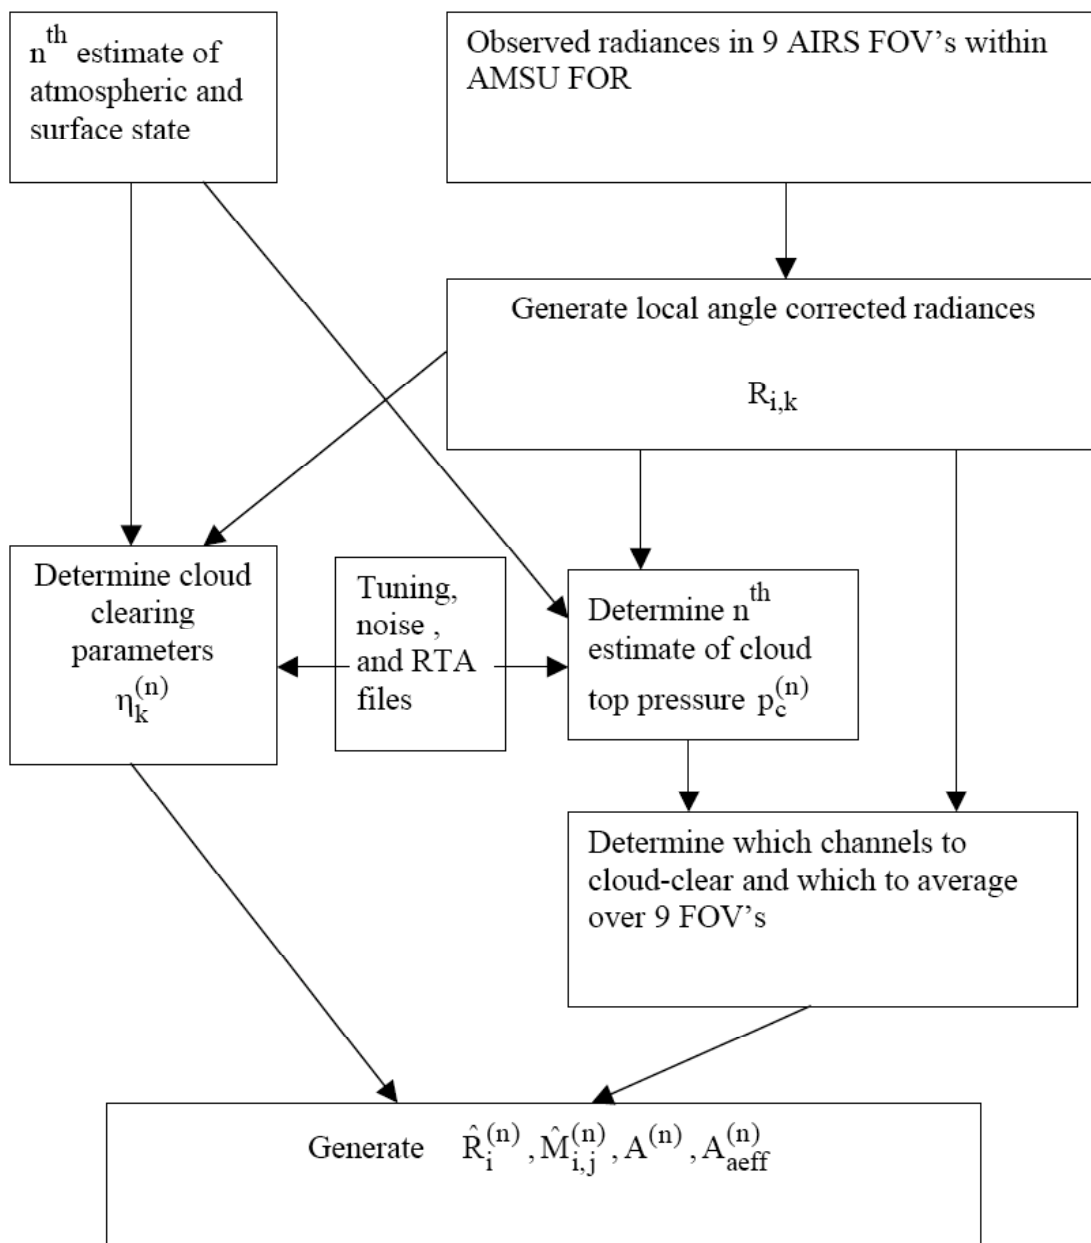 n^th estimate of
atmospheric and
surface state
Observed radiances in 9 AIRS FOV's within
AMSU FOR
Generate local angle corrected radiances
R_i,k
Determine cloud
clearing
parameters
η_k^(n)
Tuning,
noise ,
and RTA
files
Determine n^th
estimate of cloud
top pressure p_c^(n)
Determine which channels to
cloud-clear and which to average
over 9 FOV's
Generate R̂_i^(n), M̂_i,j^(n), A^(n), A_aeff^(n)